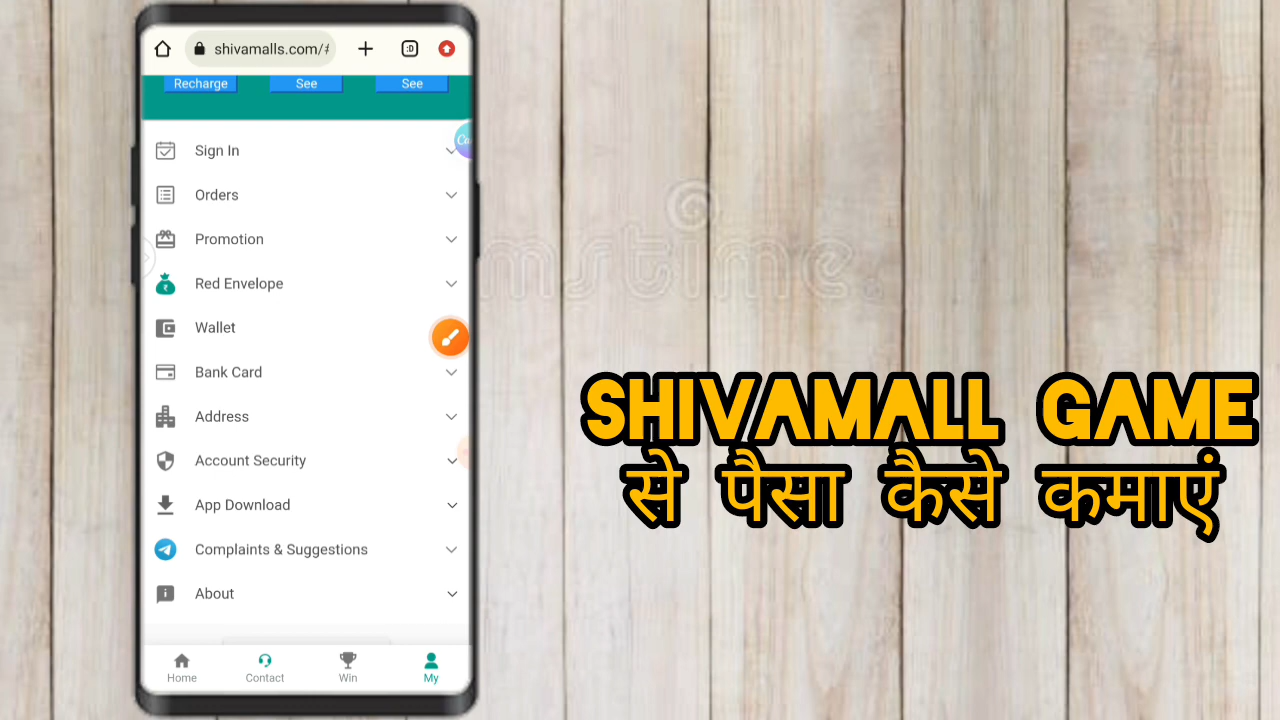 shivamalls.com/#
Recharge
See
See
Sign In
Orders
Promotion
Red Envelope
Wallet
Bank Card
Address
Account Security
App Download
Complaints & Suggestions
About
Home
Contact
Win
My
SHIVAMALL GAME
से पैसा कैसे कमाएं